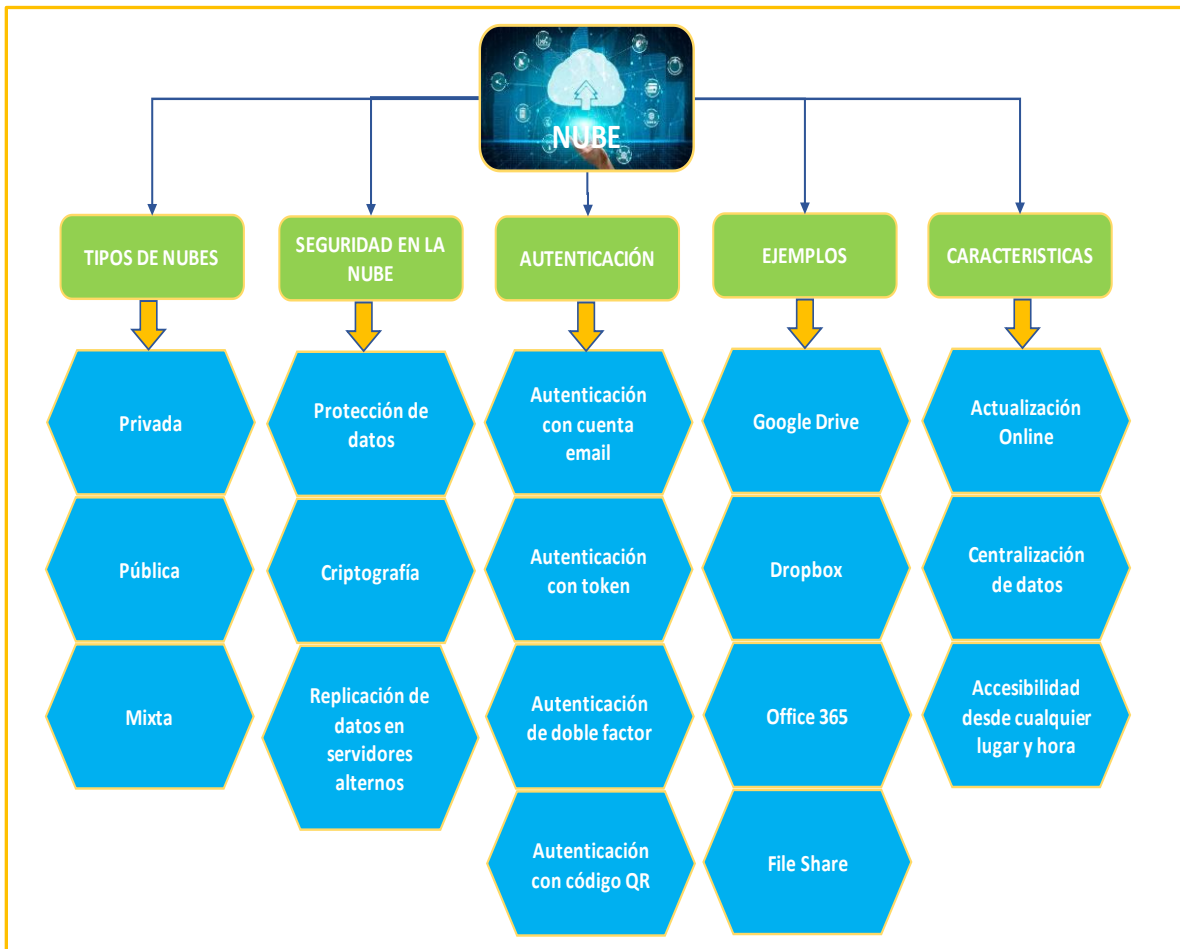 NUBE
TIPOS DE NUBES
Privada
Pública
Mixta
SEGURIDAD EN LA
NUBE
Protección de
datos
Criptografía
Replicación de
datos en
servidores
alternos
AUTENTICACIÓN
Autenticación
con cuenta
email
Autenticación
con token
Autenticación
de doble factor
Autenticación
con código QR
EJEMPLOS
Google Drive
Dropbox
Office 365
File Share
CARACTERISTICAS
Actualización
Online
Centralización
de datos
Accesibilidad
desde cualquier
lugar y hora